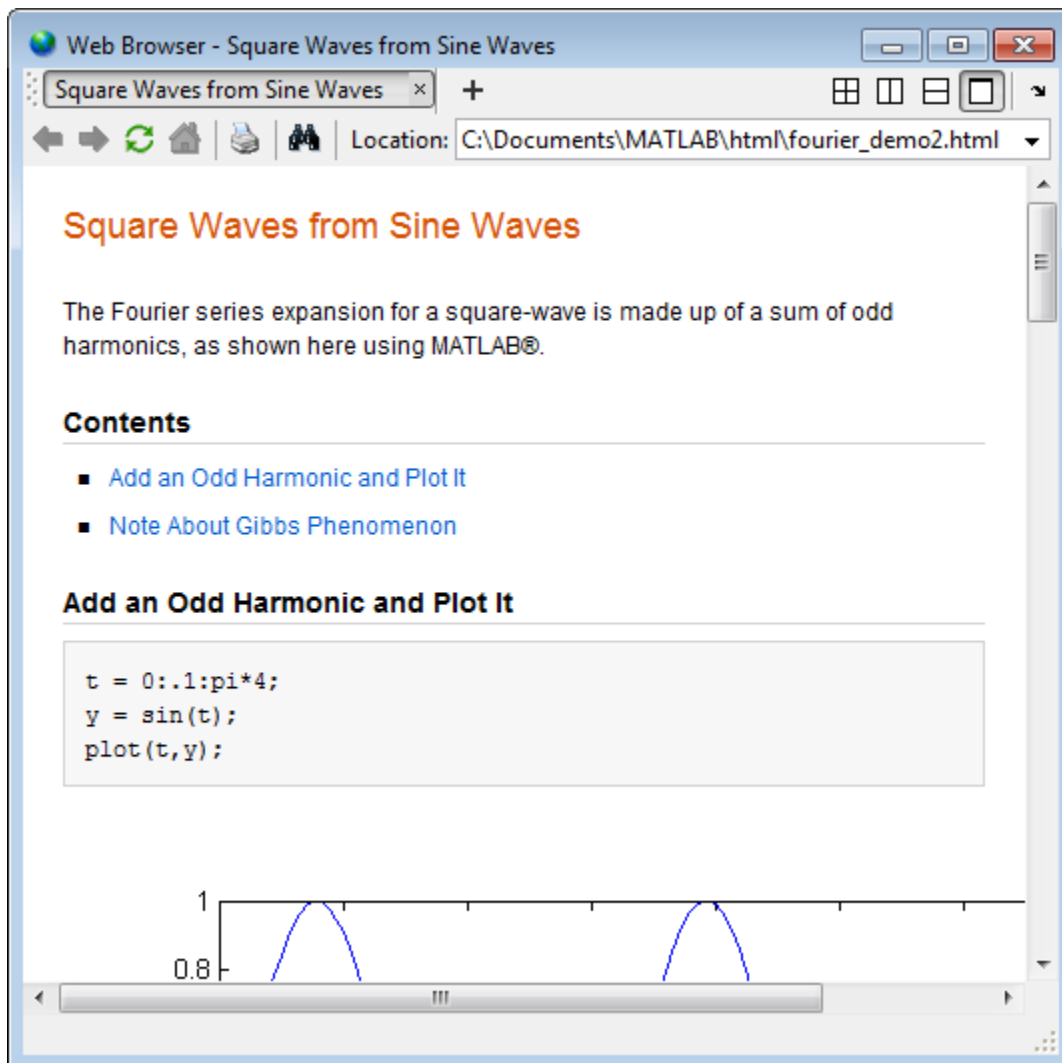 Web Browser - Square Waves from Sine Waves
Square Waves from Sine Waves
Location: C:\Documents\MATLAB\html\fourier_demo2.html
Square Waves from Sine Waves
The Fourier series expansion for a square-wave is made up of a sum of odd
harmonics, as shown here using MATLAB®.
Contents
Add an Odd Harmonic and Plot It
Note About Gibbs Phenomenon
Add an Odd Harmonic and Plot It
t = 0:.1:pi*4;
y = sin(t);
plot(t,y);
1
0.8